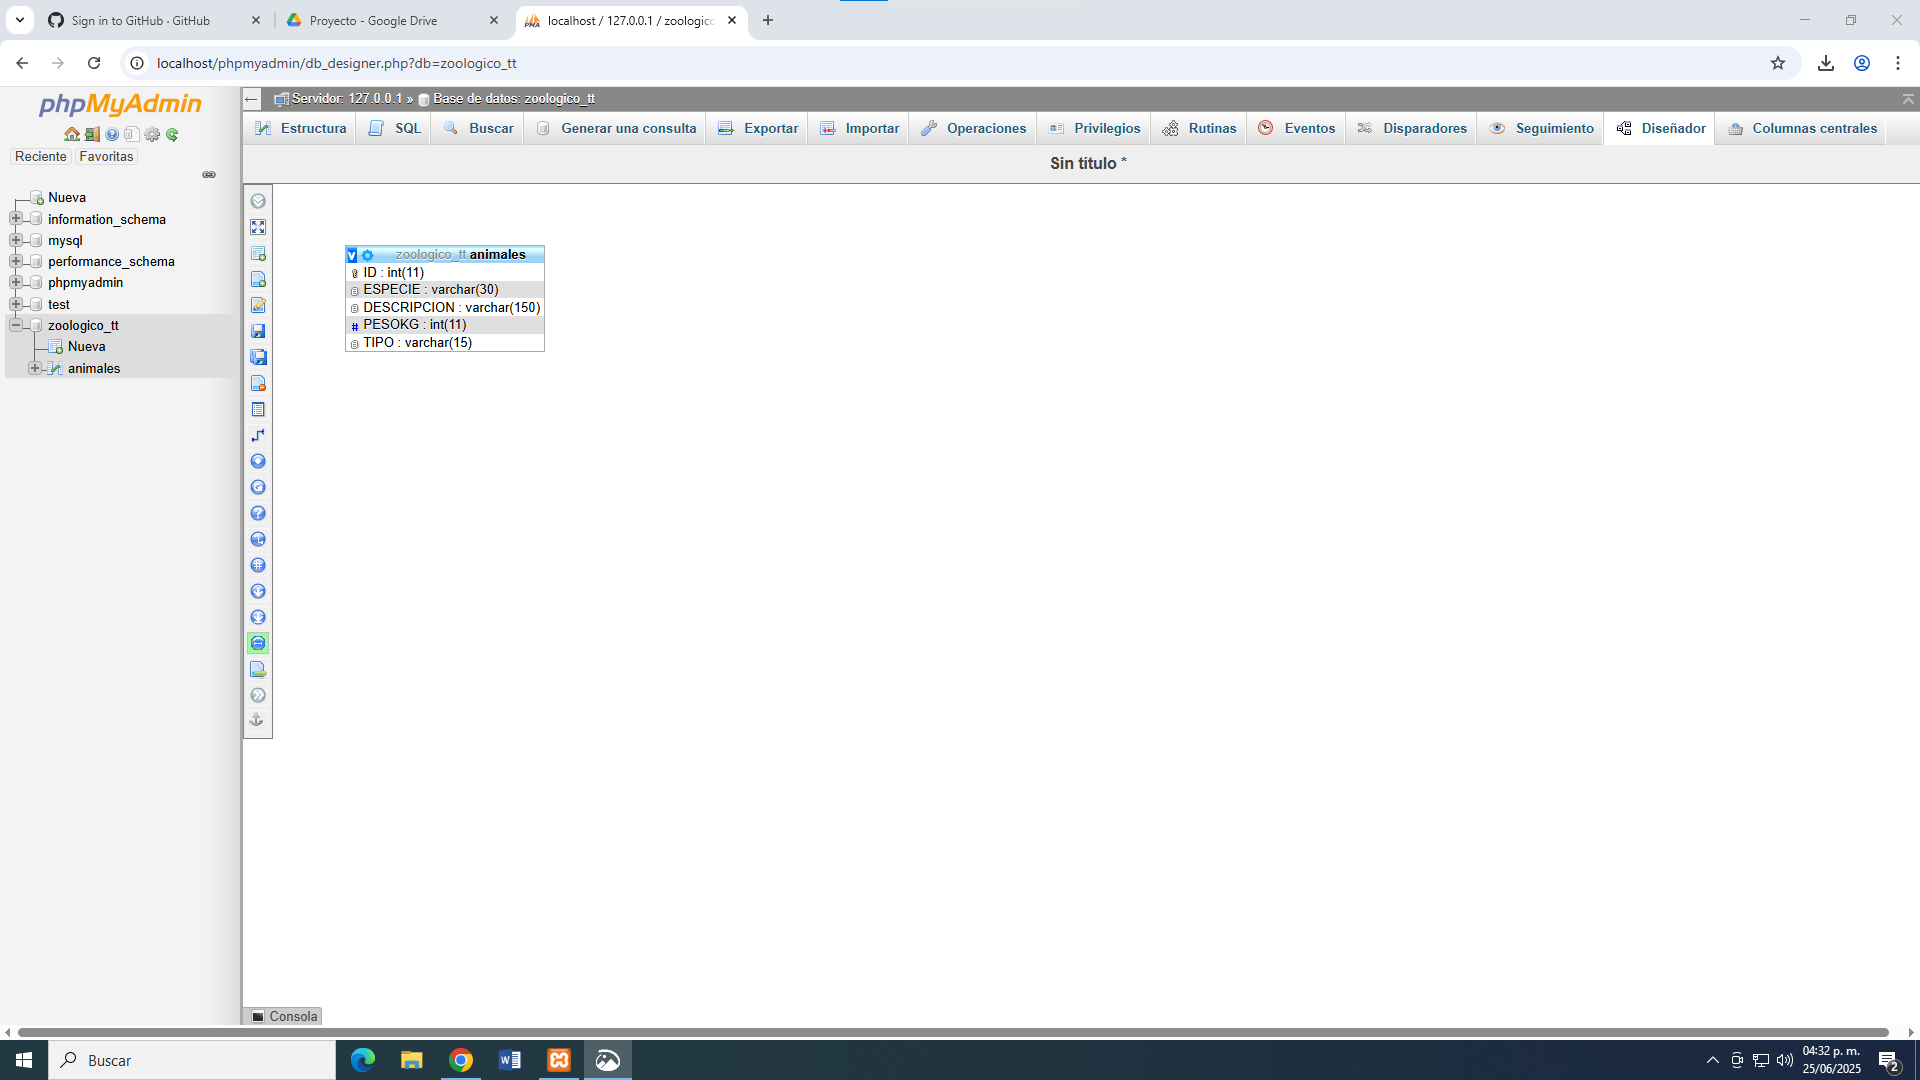 Sign in to GitHub · GitHub
Proyecto - Google Drive
localhost / 127.0.0.1 / zoologico
localhost/phpmyadmin/db_designer.php?db=zoologico_tt
phpMyAdmin
Reciente Favoritas
Nueva
information_schema
mysql
performance_schema
phpmyadmin
test
zoologico_tt
Nueva
animales
Servidor: 127.0.0.1 » Base de datos: zoologico_tt
Estructura SQL Buscar Generar una consulta Exportar Importar Operaciones Privilegios Rutinas Eventos Disparadores Seguimiento Diseñador Columnas centrales
Sin título *
v zoologico_tt animales
ID : int(11)
ESPECIE : varchar(30)
DESCRIPCION : varchar(150)
# PESOKG : int(11)
TIPO : varchar(15)
Consola
Buscar
04:32 p. m.
25/06/2025
2